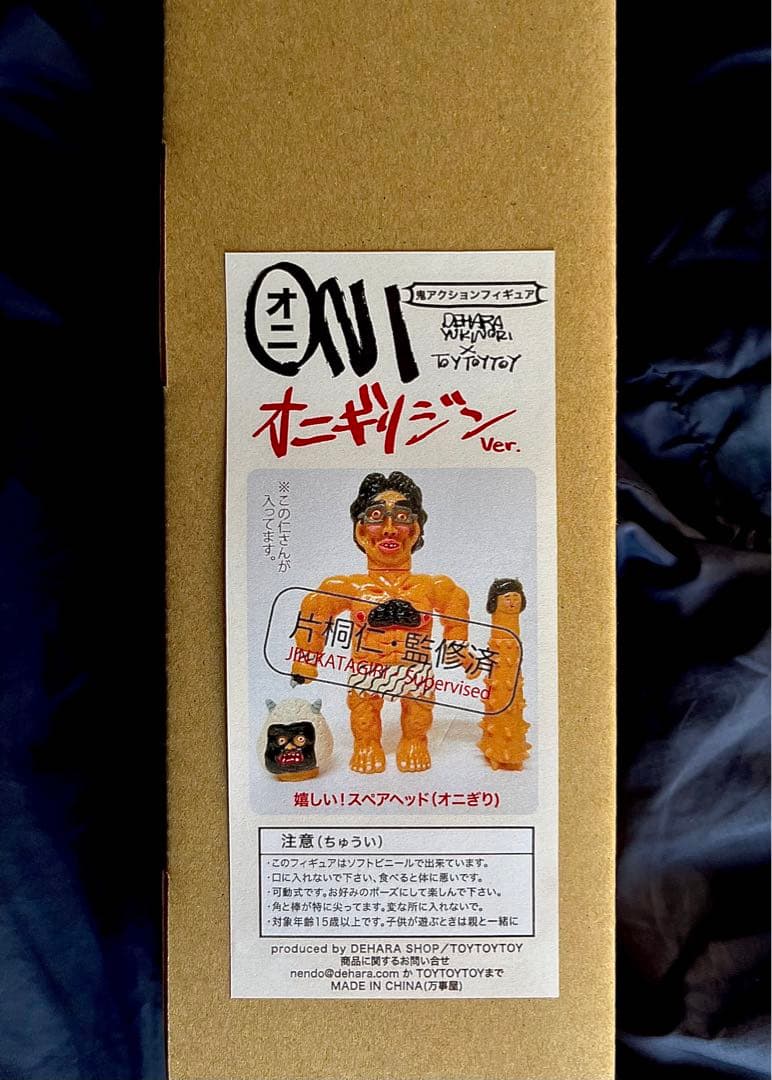 オニ
ONI
鬼アクションフィギュア
DEHARA
YUKINORI
×
TOYTOYTOY
オニギリジン
Ver.
※この仁さんが
入ってます。
片桐仁・監修済
JIN KATAGIRI Supervised
嬉しい!スペアヘッド(オニぎり)
注意(ちゅうい)
・このフィギュアはソフトビニールで出来ています。
・口に入れないで下さい、食べると体に悪いです。
・可動式です。お好みのポーズにして楽しんで下さい。
・角と棒が特に尖ってます。変な所に入れないで。
・対象年齢15歳以上です。子供が遊ぶときは親と一緒に
produced by DEHARA SHOP/TOYTOYTOY
商品に関するお問い合せ
nendo@dehara.com か TOYTOYTOYまで
MADE IN CHINA(万事屋)